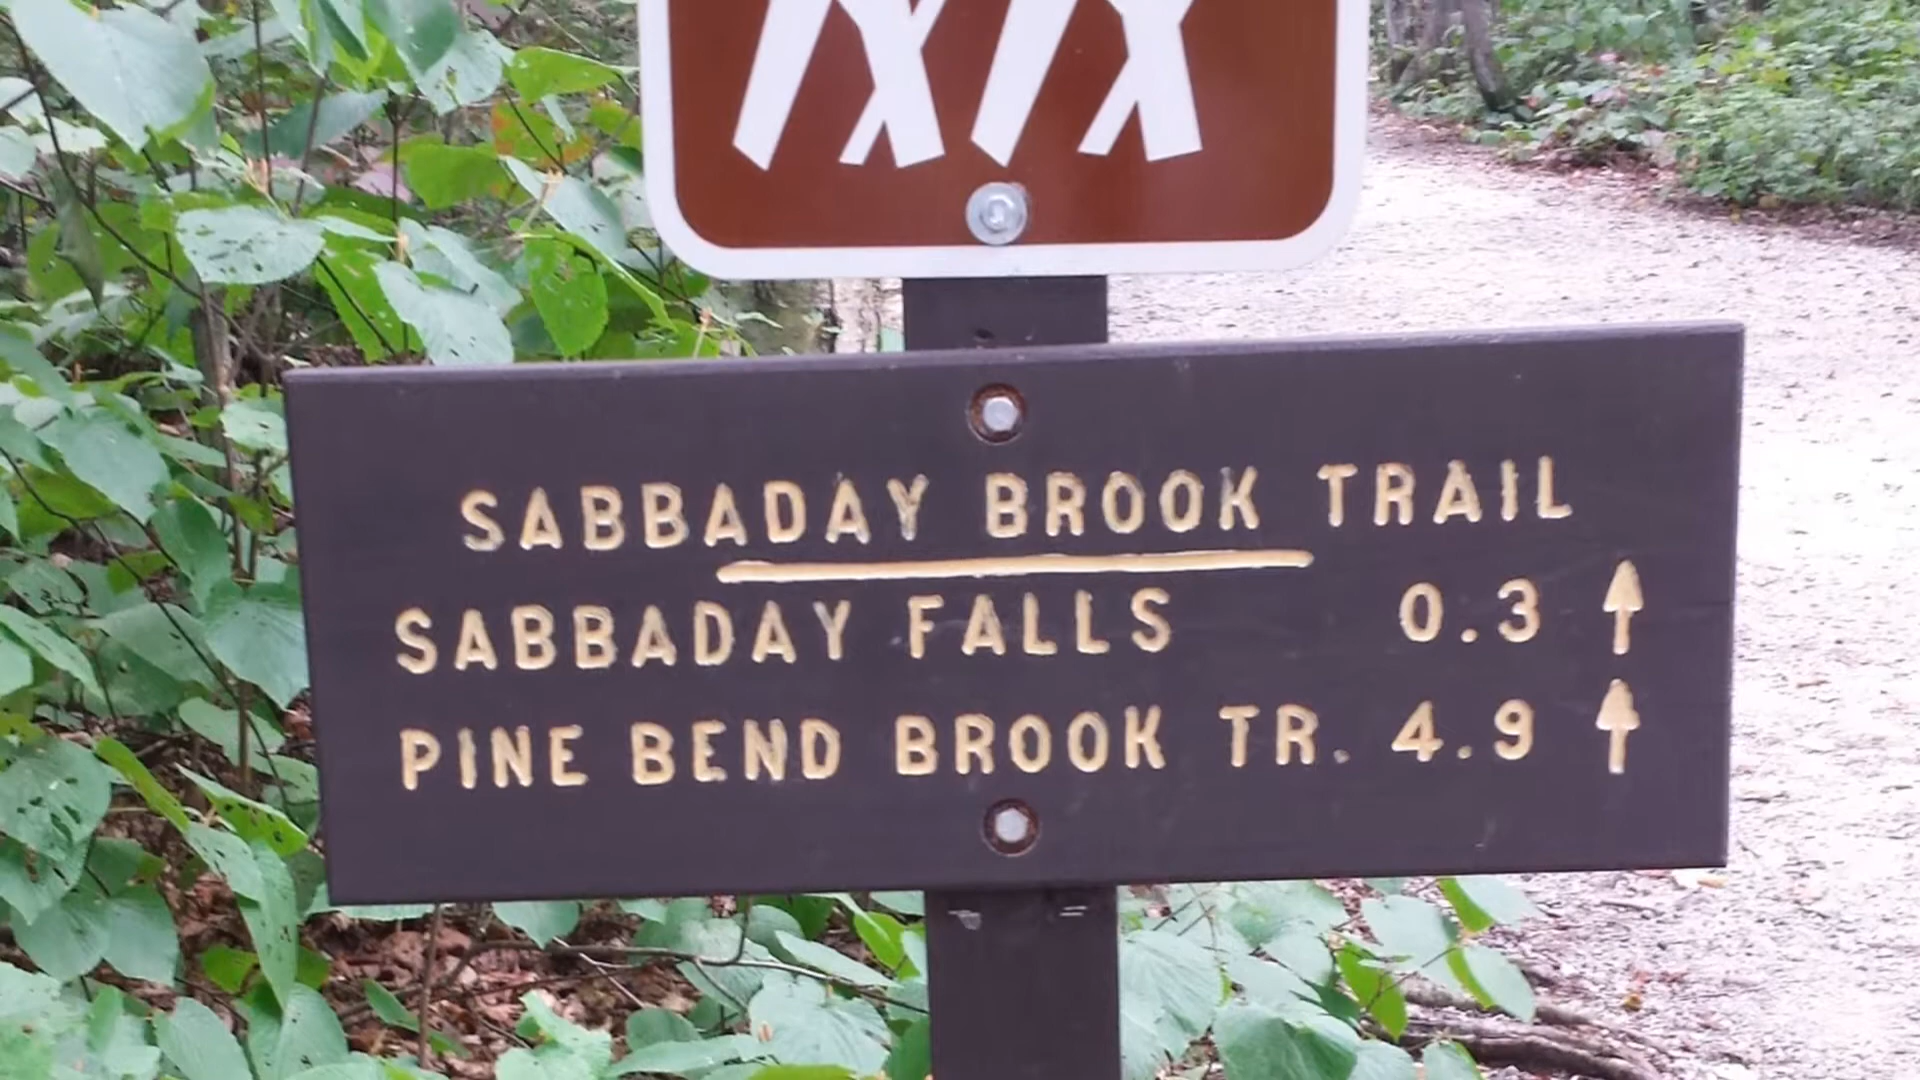 SABBADAY BROOK TRAIL
SABBADAY FALLS 0.3
PINE BEND BROOK TR. 4.9